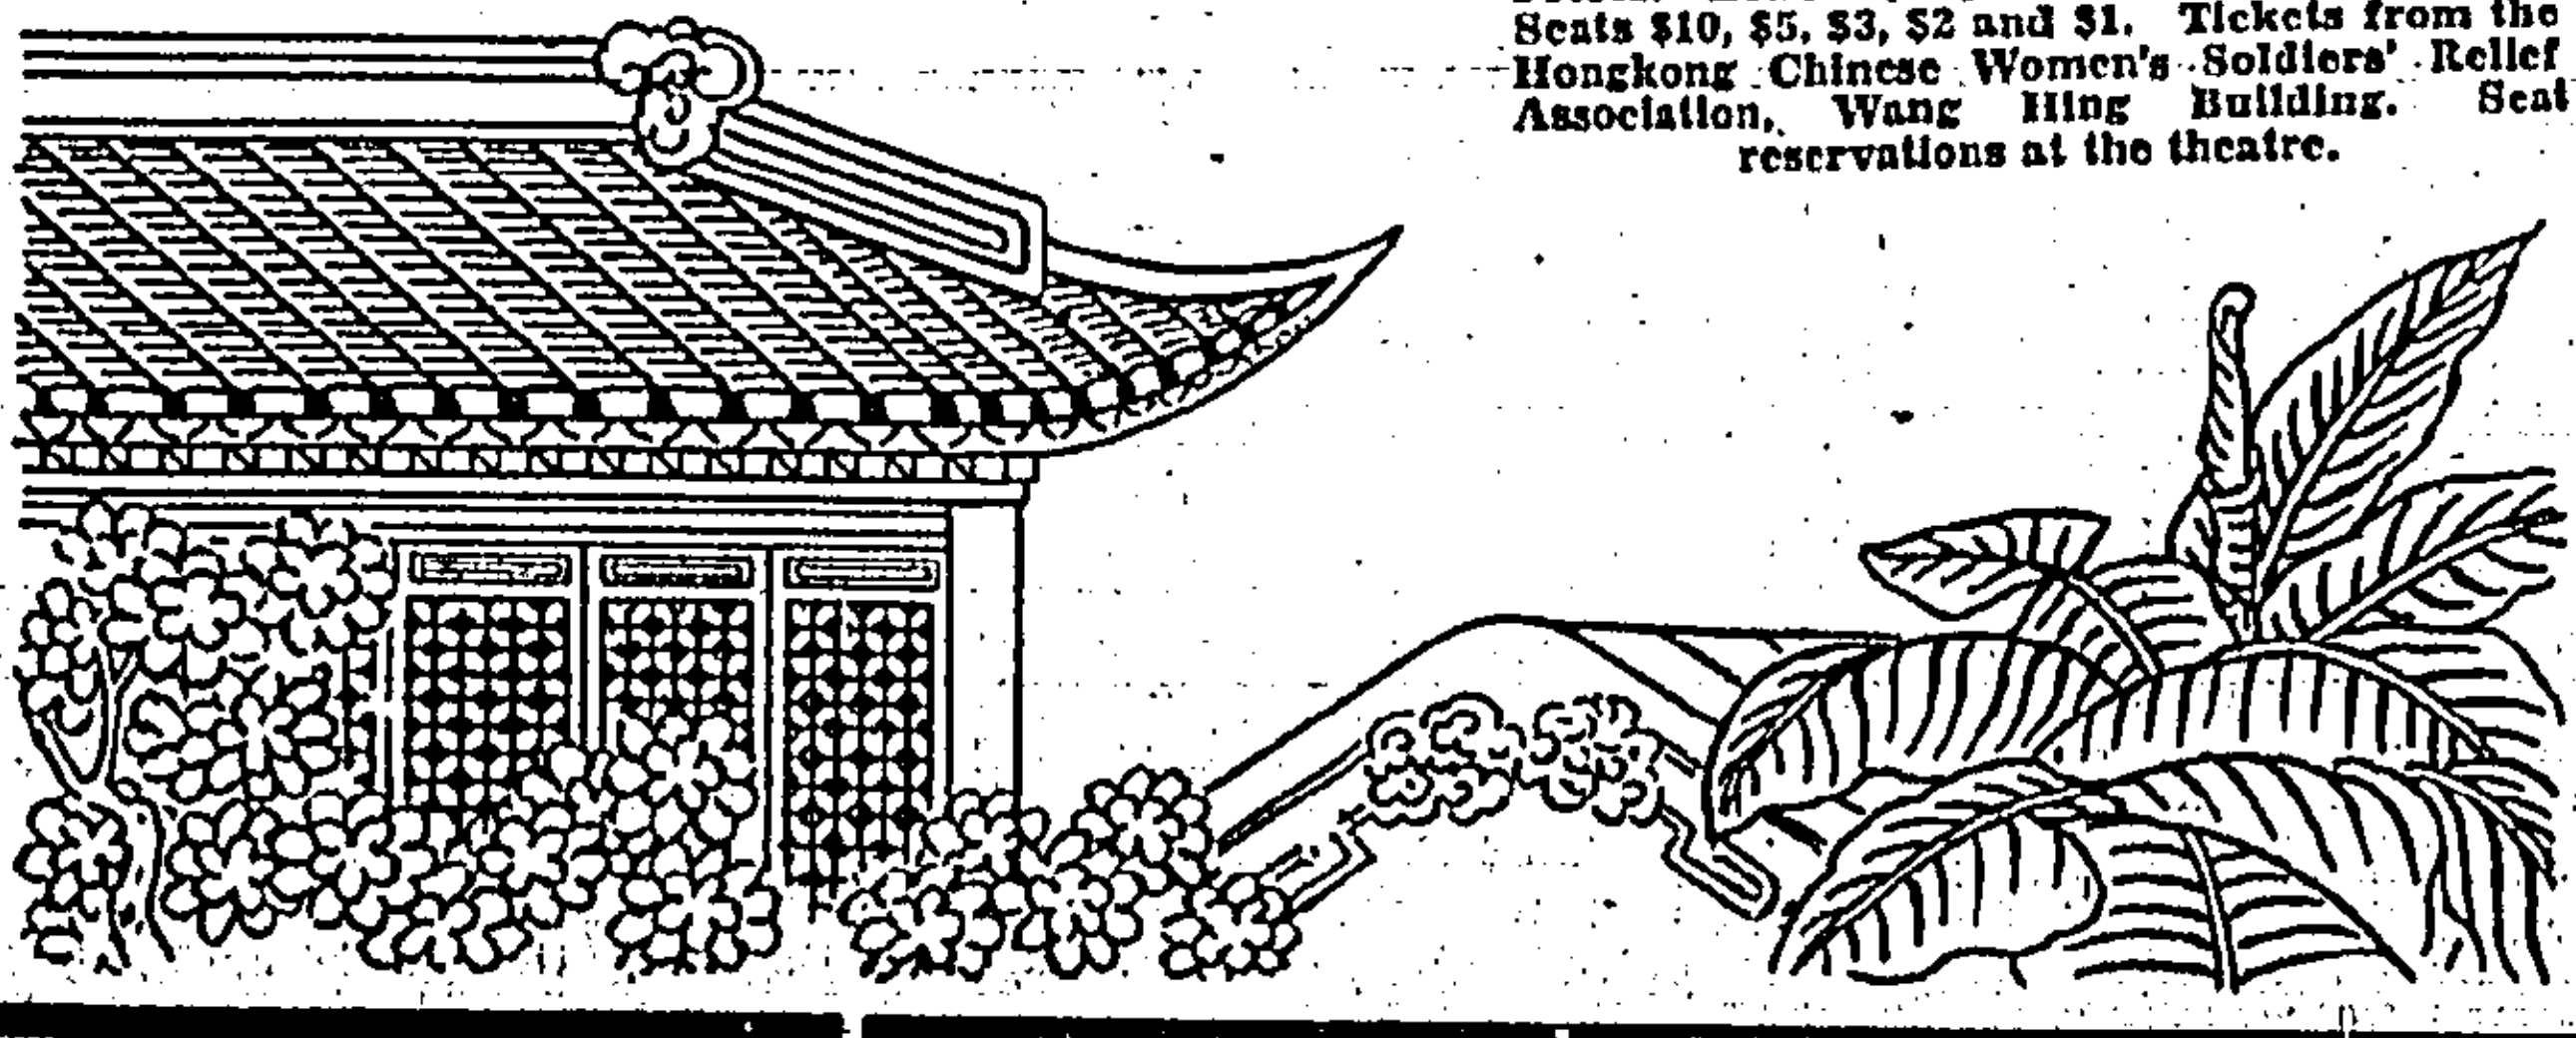 Seats $10, $5, $3, $2 and $1. Tickets from the
Hongkong Chinese Women's Soldiers' Relief
Association, Wang Hing Building. Seat
reservations at the theatre.